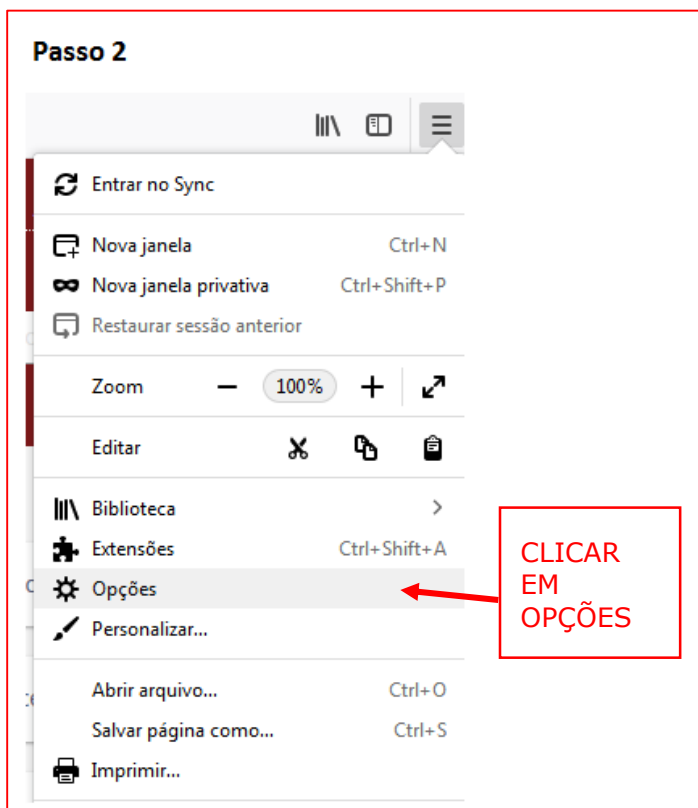 Passo 2
Entrar no Sync
Nova janela Ctrl+N
Nova janela privativa Ctrl+Shift+P
Restaurar sessão anterior
Zoom 100%
Editar
Biblioteca
Extensões Ctrl+Shift+A
Opções
Personalizar...
CLICAR
EM
OPÇÕES
Abrir arquivo... Ctrl+O
Salvar página como... Ctrl+S
Imprimir...